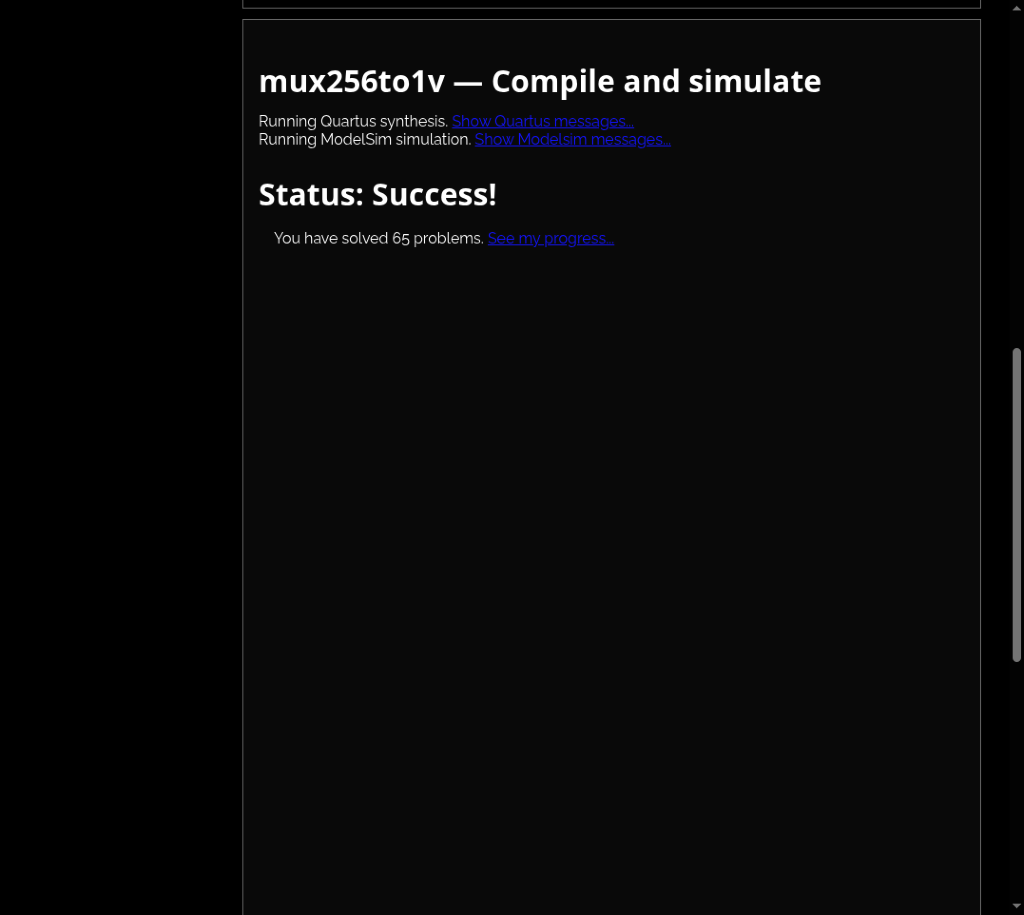 mux256to1v — Compile and simulate
Running Quartus synthesis. Show Quartus messages...
Running ModelSim simulation. Show Modelsim messages...
Status: Success!
You have solved 65 problems. See my progress...